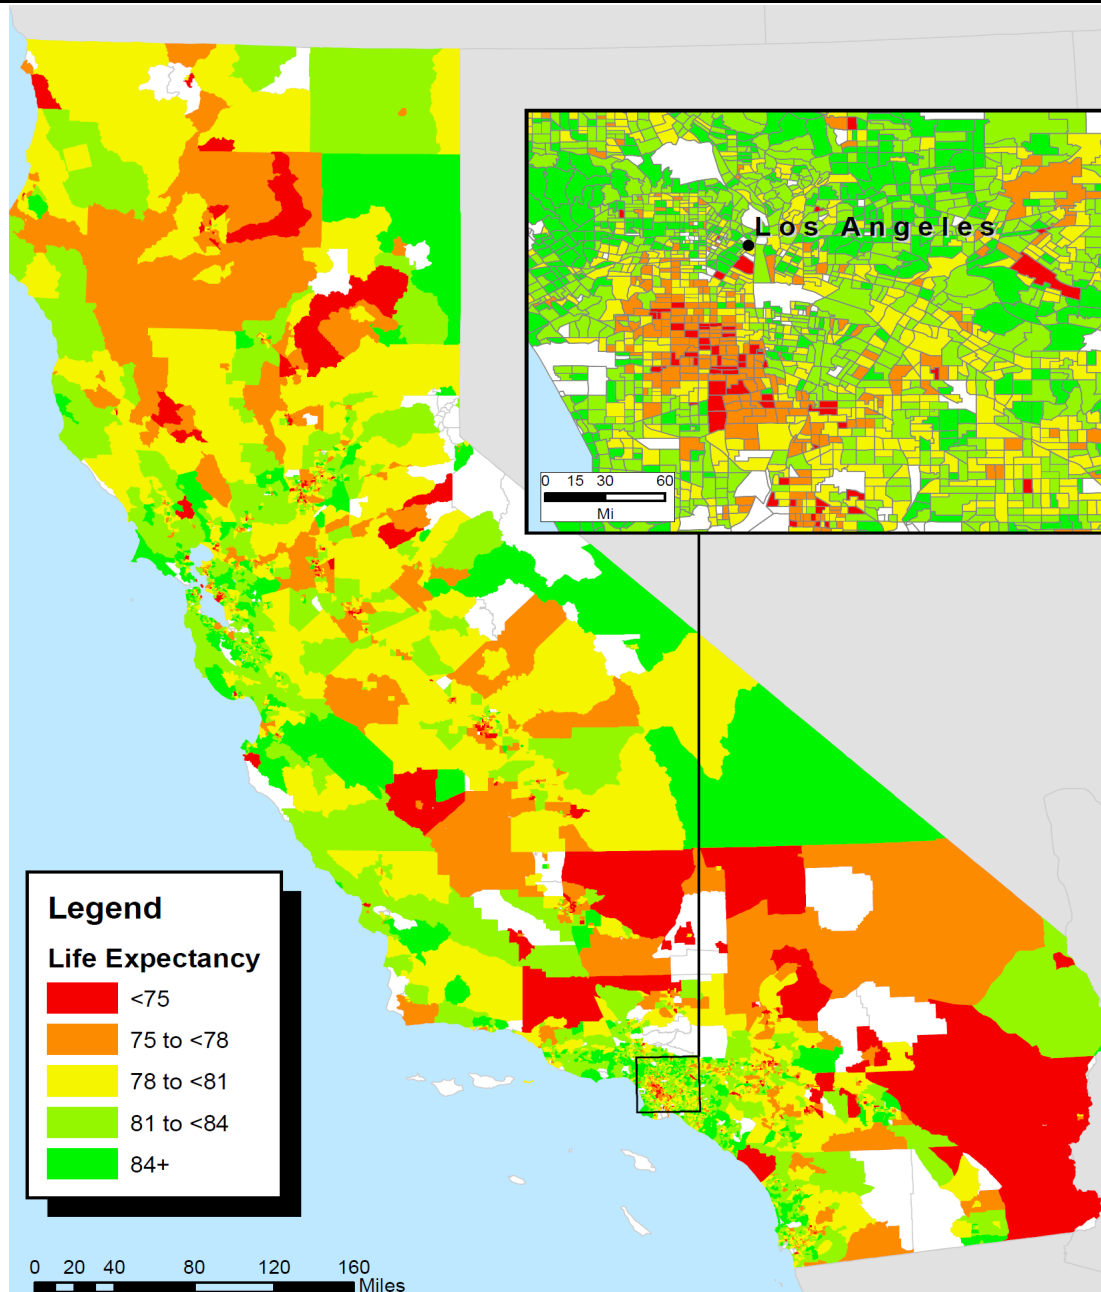 Los Angeles
0 15 30 60
Mi
Legend
Life Expectancy
<75
75 to <78
78 to <81
81 to <84
84+
0 20 40 80 120 160
Miles